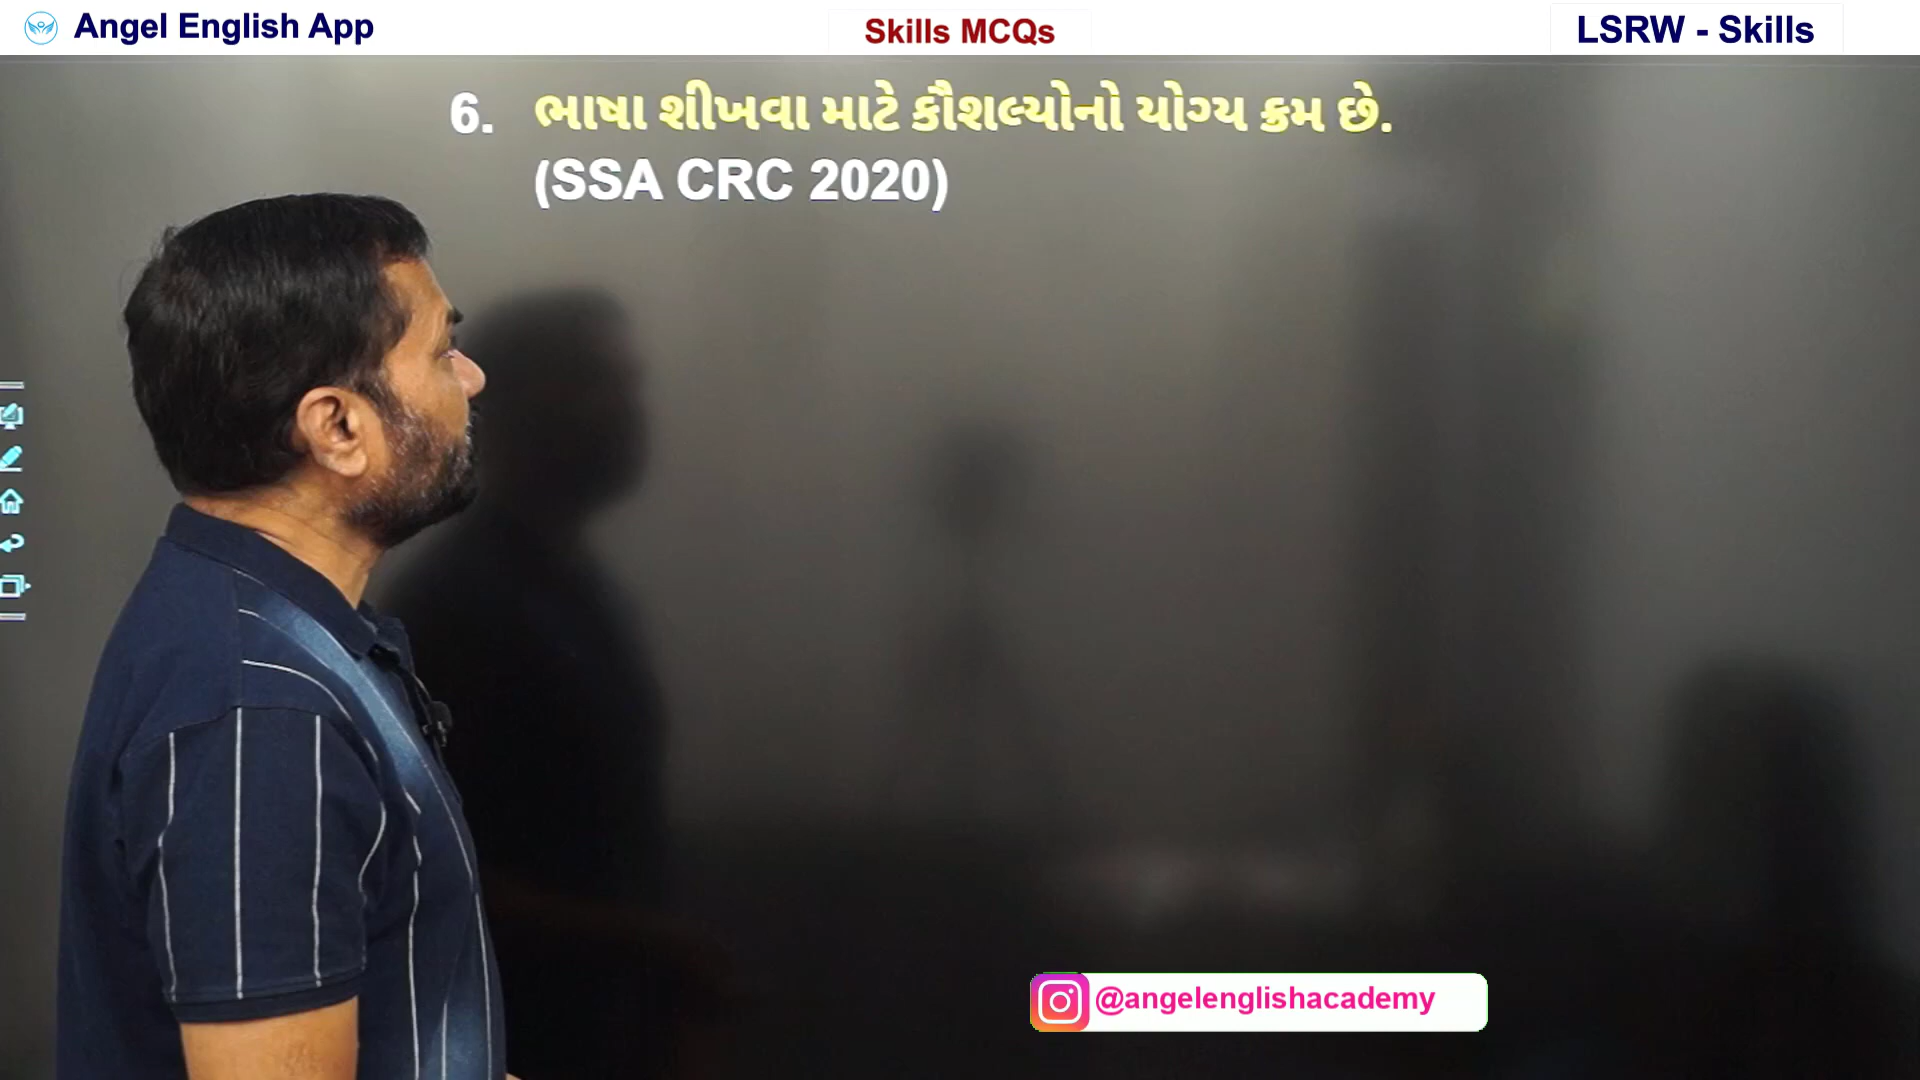 Angel English App
Skills MCQs
LSRW - Skills
6. ભાષા શીખવા માટે કૌશલ્યોનો યોગ્ય ક્રમ છે.
(SSA CRC 2020)
@angelenglishacademy